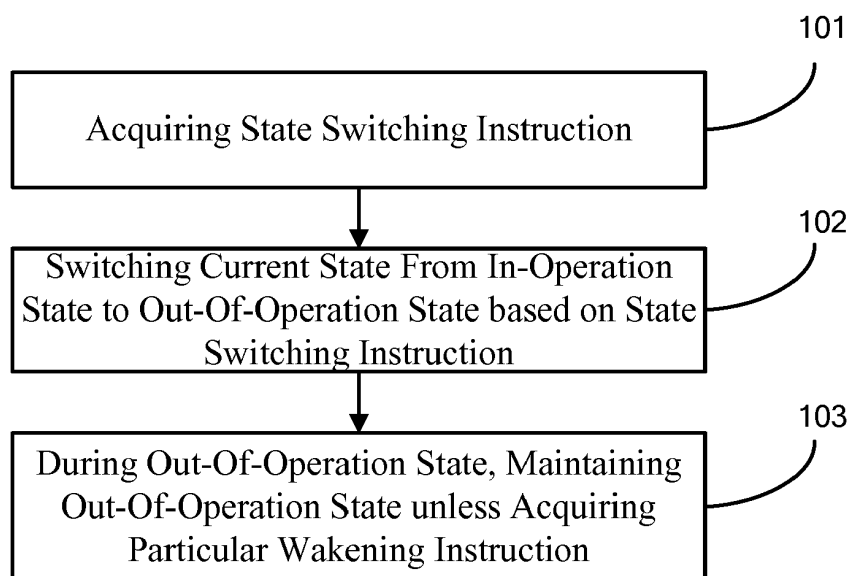 101
Acquiring State Switching Instruction
102
Switching Current State From In-Operation
State to Out-Of-Operation State based on State
Switching Instruction
103
During Out-Of-Operation State, Maintaining
Out-Of-Operation State unless Acquiring
Particular Wakening Instruction